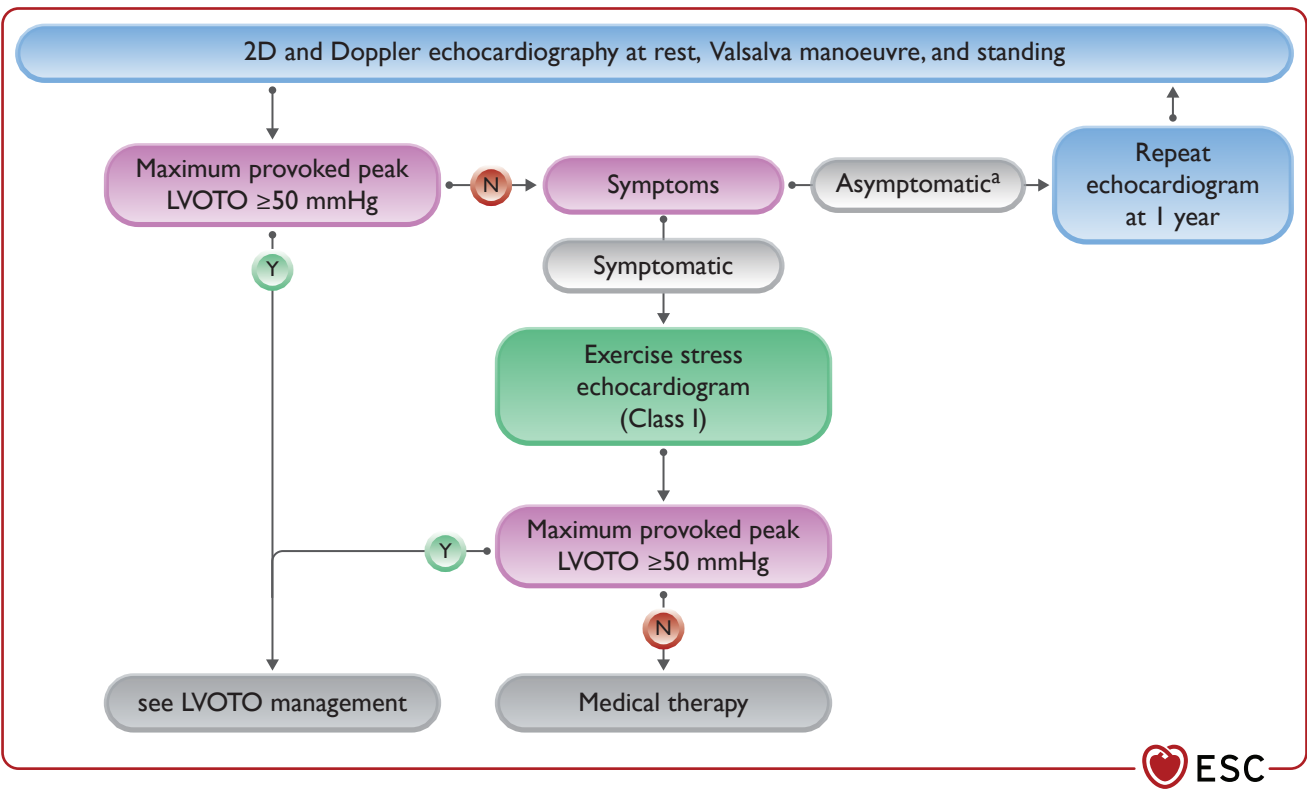 2D and Doppler echocardiography at rest, Valsalva manoeuvre, and standing
Maximum provoked peak
LVOTO ≥50 mmHg
N
Symptoms
Asymptomaticᵃ
Repeat
echocardiogram
at 1 year
Y
Symptomatic
Exercise stress
echocardiogram
(Class I)
Maximum provoked peak
LVOTO ≥50 mmHg
Y
N
see LVOTO management
Medical therapy
ESC